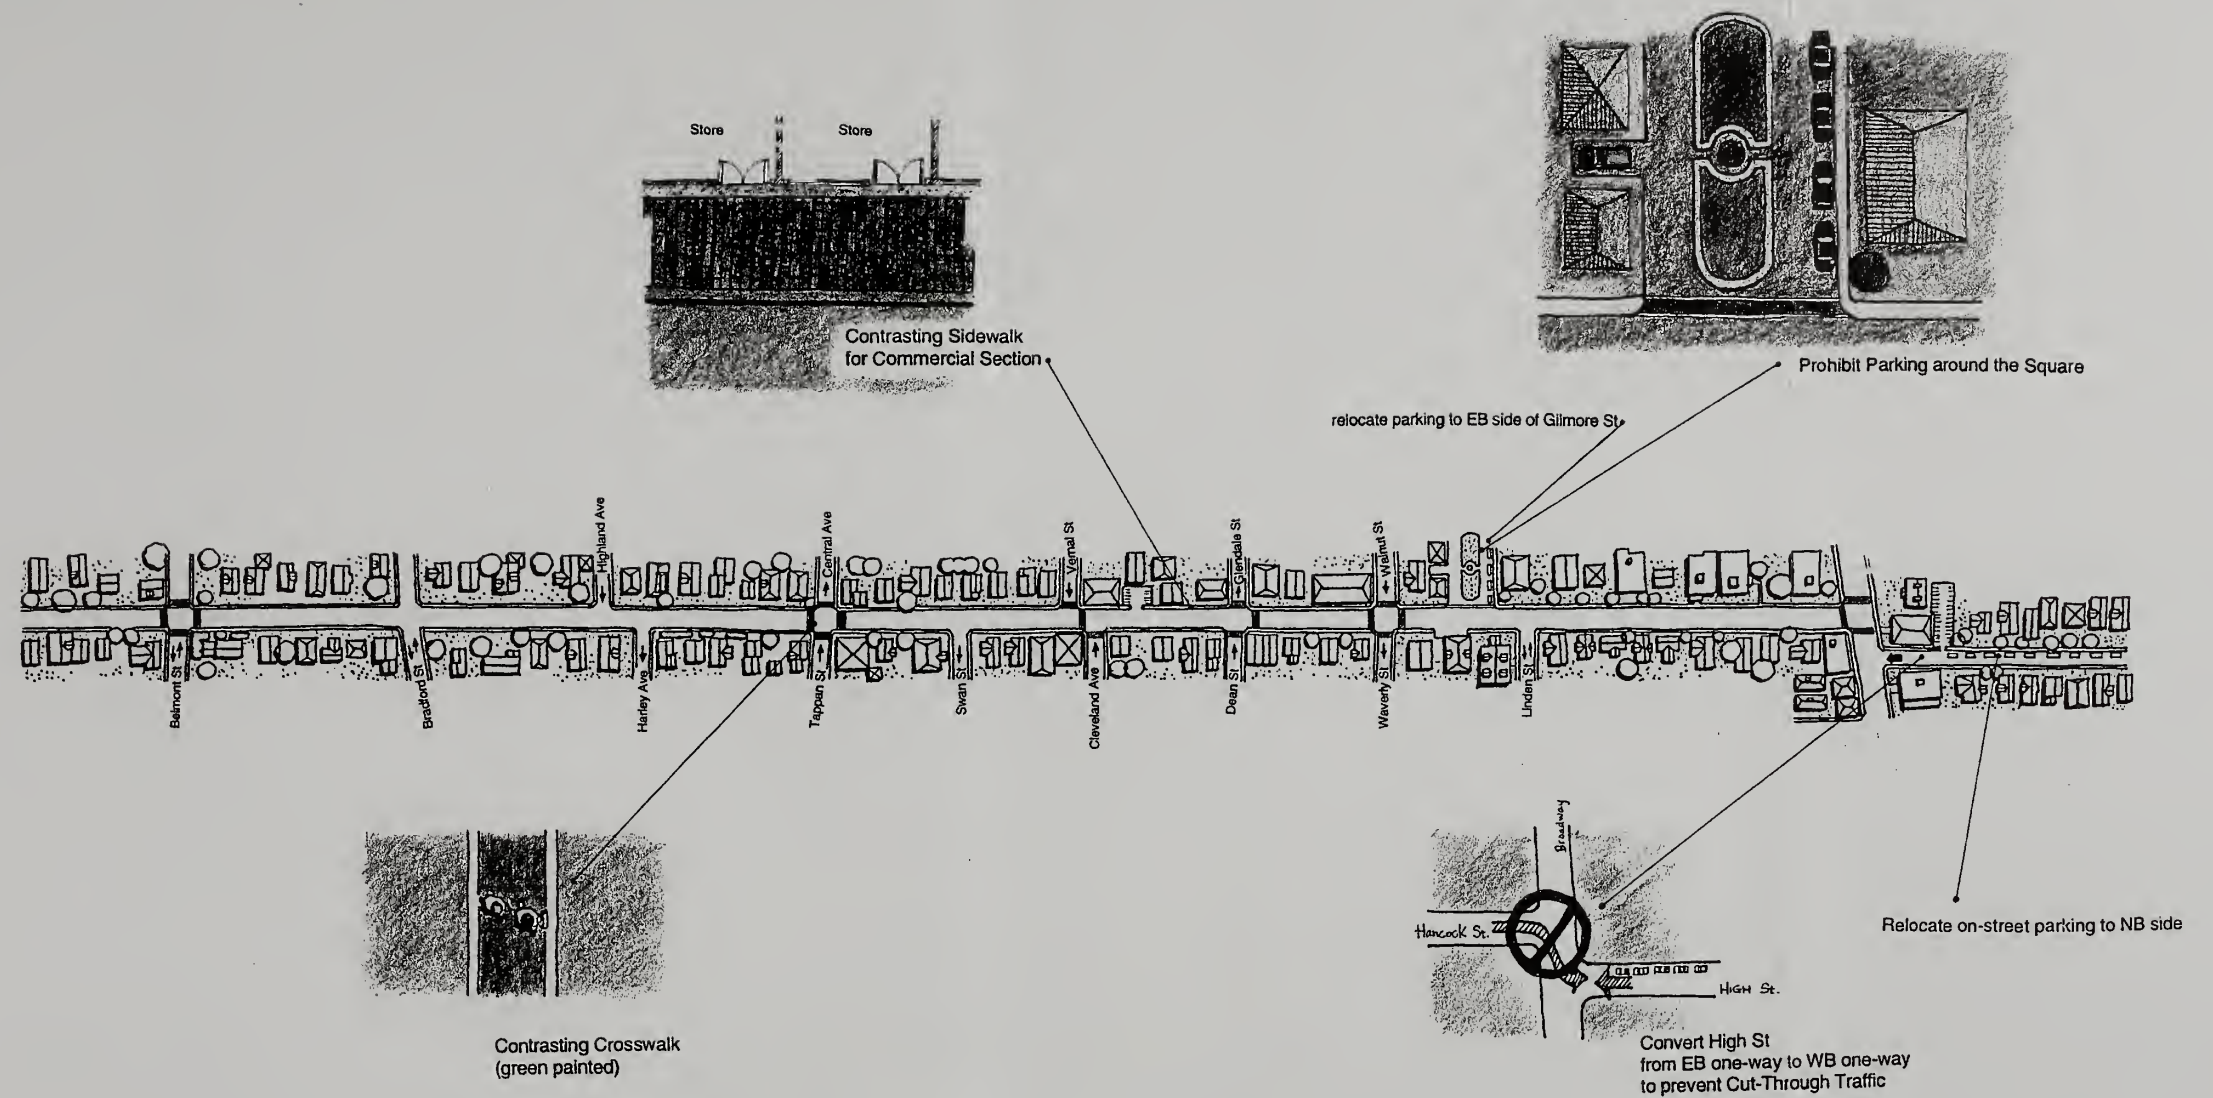 Store
Store
Contrasting Sidewalk
for Commercial Section
Prohibit Parking around the Square
relocate parking to EB side of Gilmore St
Highland Ave
Central Ave
Vernal St
Glendale St
Walnut St
Belmont St
Bradford St
Harley Ave
Tappan St
Swan St
Cleveland Ave
Dean St
Waverly St
Linden St
Broadway
Hancock St.
HIGH St.
Relocate on-street parking to NB side
Contrasting Crosswalk
(green painted)
Convert High St
from EB one-way to WB one-way
to prevent Cut-Through Traffic